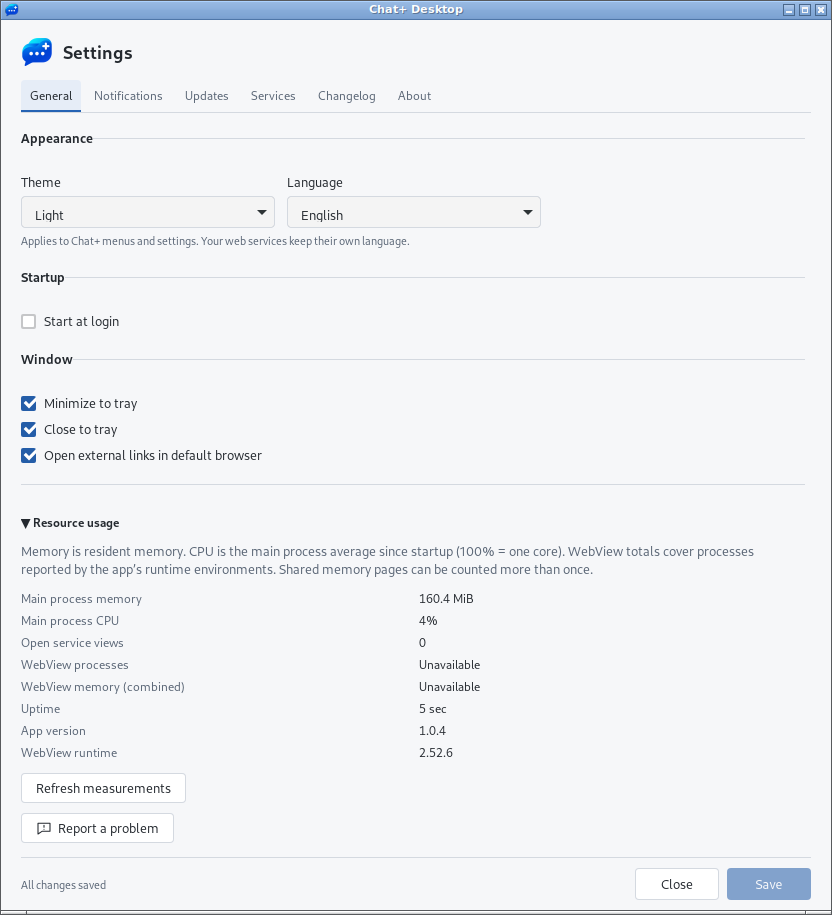 Chat+ Desktop
Settings
General Notifications Updates Services Changelog About
Appearance
Theme Language
Light English
Applies to Chat+ menus and settings. Your web services keep their own language.
Startup
Start at login
Window
Minimize to tray
Close to tray
Open external links in default browser
Resource usage
Memory is resident memory. CPU is the main process average since startup (100% = one core). WebView totals cover processes
reported by the app’s runtime environments. Shared memory pages can be counted more than once.
Main process memory 160.4 MiB
Main process CPU 4%
Open service views 0
WebView processes Unavailable
WebView memory (combined) Unavailable
Uptime 5 sec
App version 1.0.4
WebView runtime 2.52.6
Refresh measurements
Report a problem
All changes saved Close Save